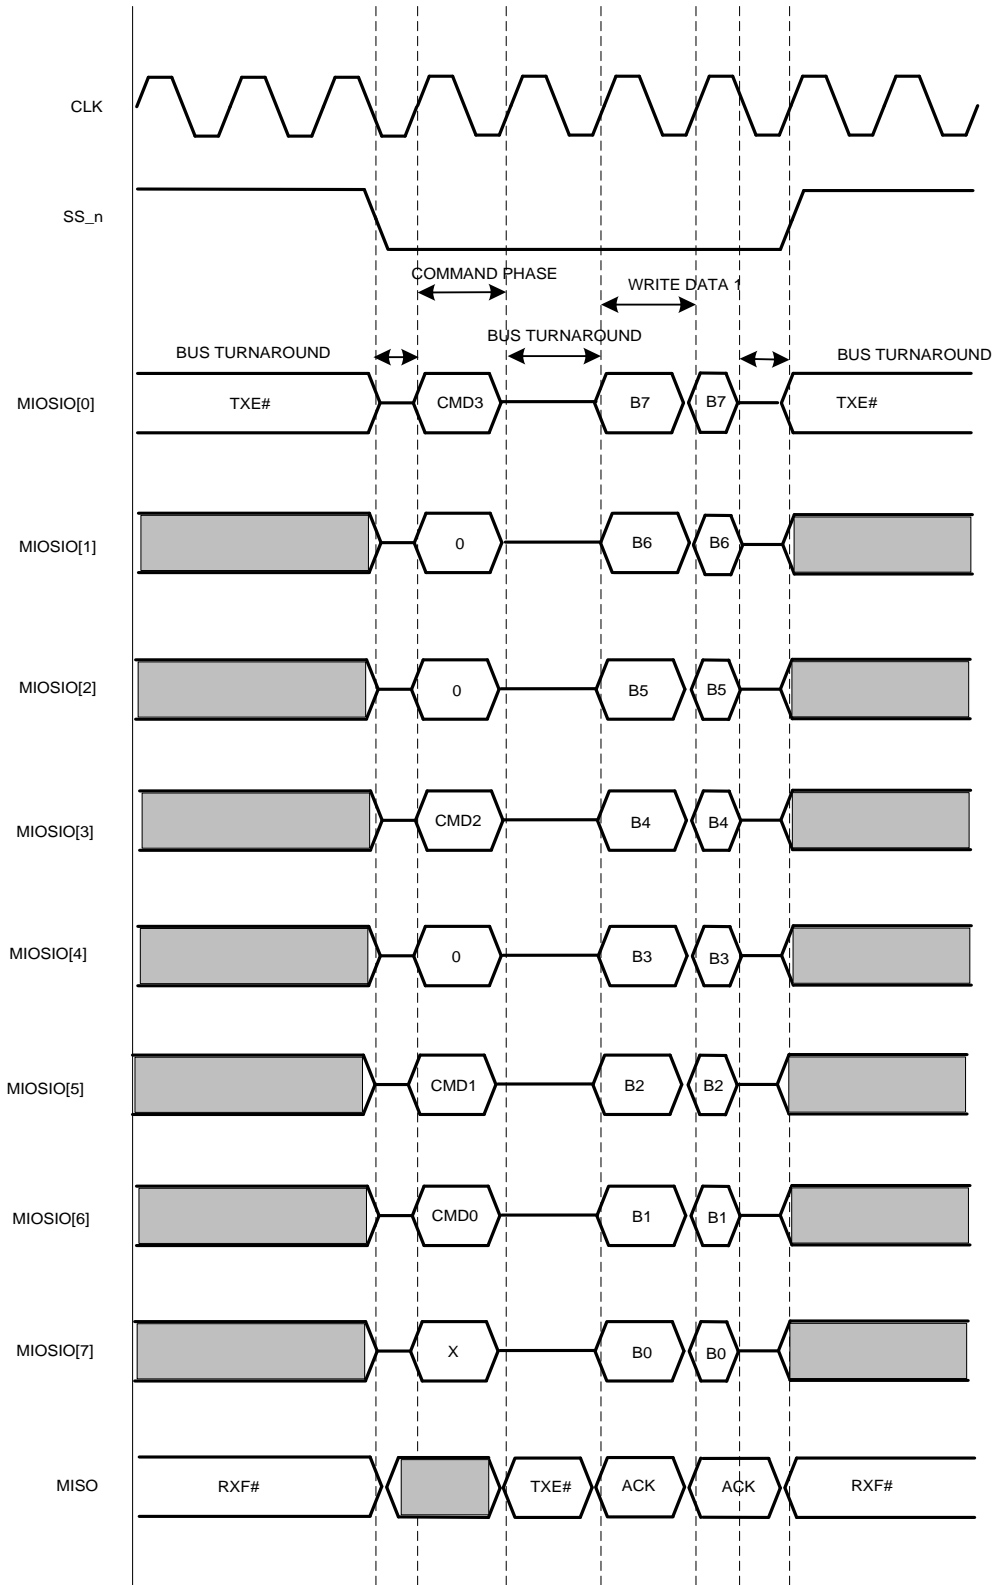 CLK
SS_n
COMMAND PHASE
WRITE DATA 1
BUS TURNAROUND
BUS TURNAROUND
BUS TURNAROUND
MIOSIO[0] TXE# CMD3 B7 B7 TXE#
MIOSIO[1] 0 B6 B6
MIOSIO[2] 0 B5 B5
MIOSIO[3] CMD2 B4 B4
MIOSIO[4] 0 B3 B3
MIOSIO[5] CMD1 B2 B2
MIOSIO[6] CMD0 B1 B1
MIOSIO[7] X B0 B0
MISO RXF# TXE# ACK ACK RXF#